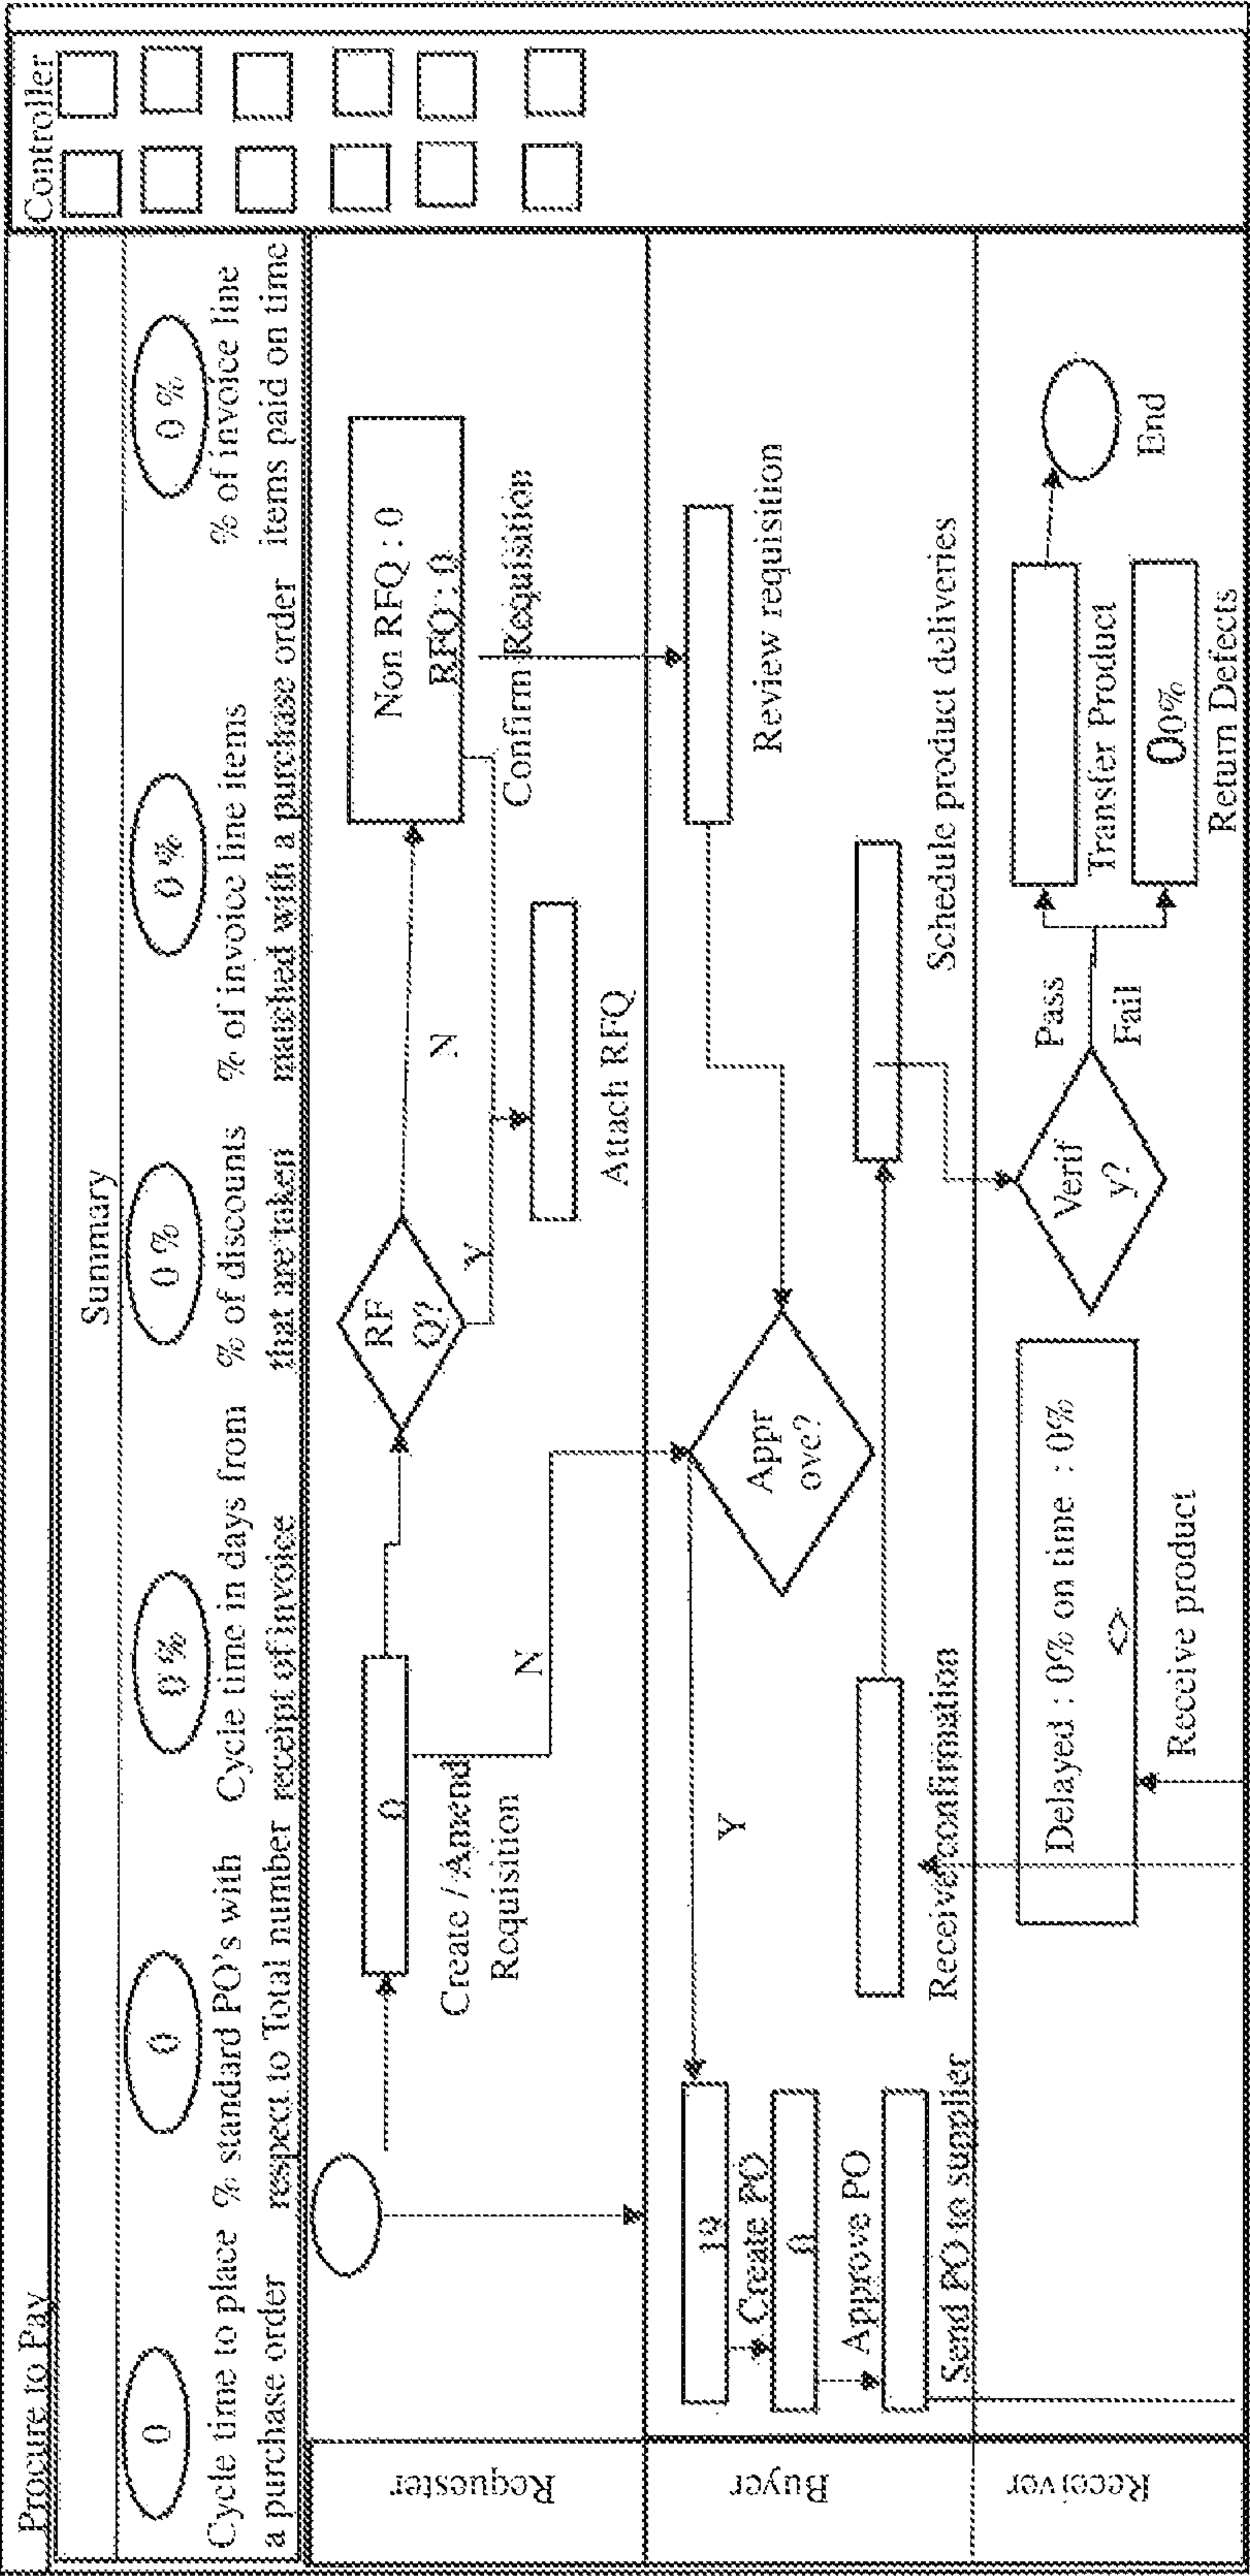 Procure to Pay
Controller
Summary
0
0
0 %
0 %
0 %
0 %
Cycle time to place
a purchase order
% standard PO's with
respect to Total number
Cycle time in days from
receipt of invoice
% of discounts
that are taken
% of invoice line items
matched with a purchase order
% of invoice line
items paid on time
Requester
0
Create / Amend
Requisition
N
RF
Q?
Y
N
Attach RFQ
Non RFQ : 0
RFQ : 0
Confirm Requisition
Buyer
19
Create PO
0
Approve PO
Send PO to supplier
Y
Appr
ove?
Review requisition
Receive confirmation
Schedule product deliveries
Receiver
Delayed : 0% on time : 0%
<>
Receive product
Verif
y?
Pass
Fail
Transfer Product
00%
Return Defects
End